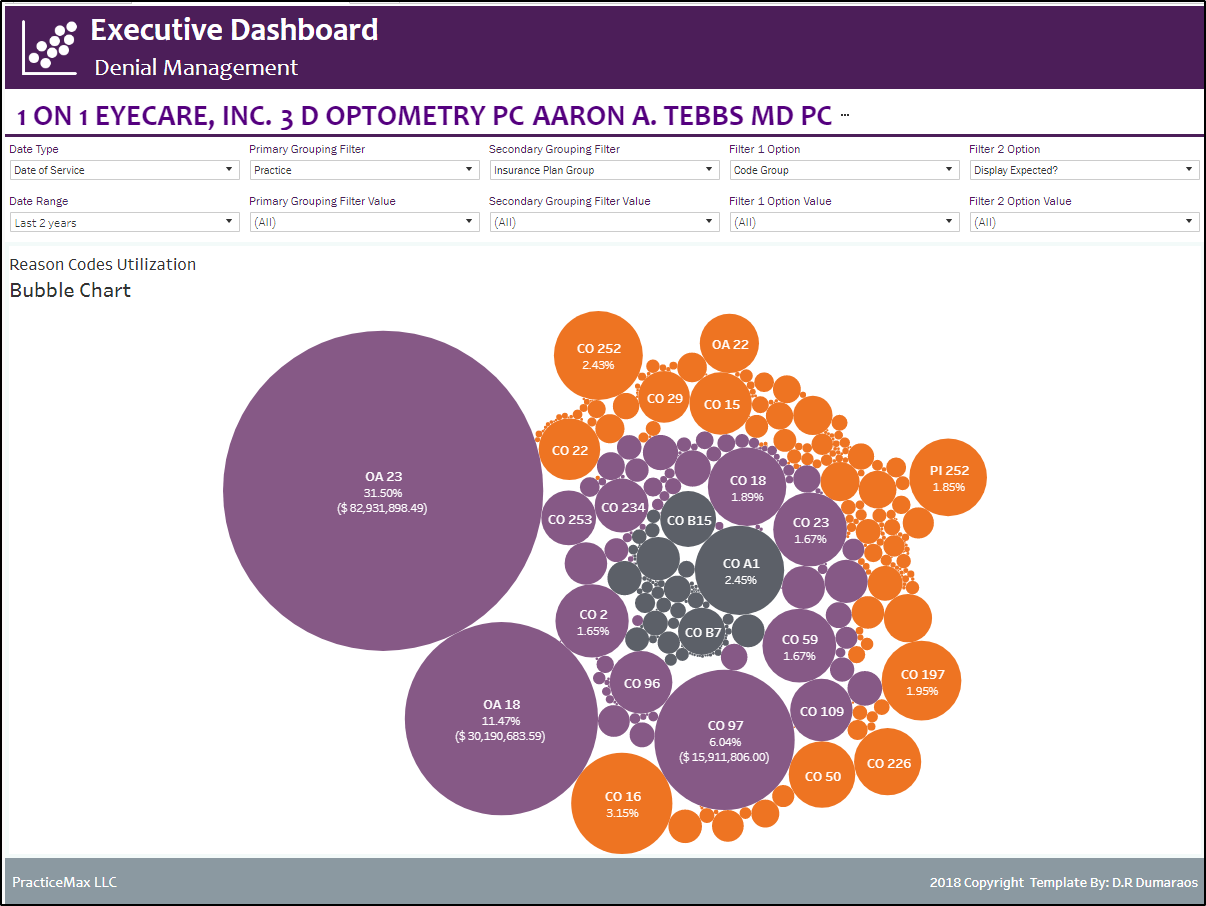 Executive Dashboard
Denial Management
1 ON 1 EYECARE, INC. 3 D OPTOMETRY PC AARON A. TEBBS MD PC ...
Date Type
Primary Grouping Filter
Secondary Grouping Filter
Filter 1 Option
Filter 2 Option
Date of Service
Practice
Insurance Plan Group
Code Group
Display Expected?
Date Range
Primary Grouping Filter Value
Secondary Grouping Filter Value
Filter 1 Option Value
Filter 2 Option Value
Last 2 years
(All)
(All)
(All)
(All)
Reason Codes Utilization
Bubble Chart
CO 252
2.43%
OA 22
CO 29
CO 15
CO 22
OA 23
31.50%
($ 82,931,898.49)
PI 252
1.85%
CO 18
1.89%
CO 234
CO 253
CO B15
CO 23
1.67%
CO A1
2.45%
CO 2
1.65%
CO B7
CO 59
1.67%
CO 96
CO 197
1.95%
OA 18
11.47%
($ 30,190,683.59)
CO 109
CO 97
6.04%
($ 15,911,806.00)
CO 226
CO 50
CO 16
3.15%
PracticeMax LLC
2018 Copyright  Template By: D.R Dumaraos